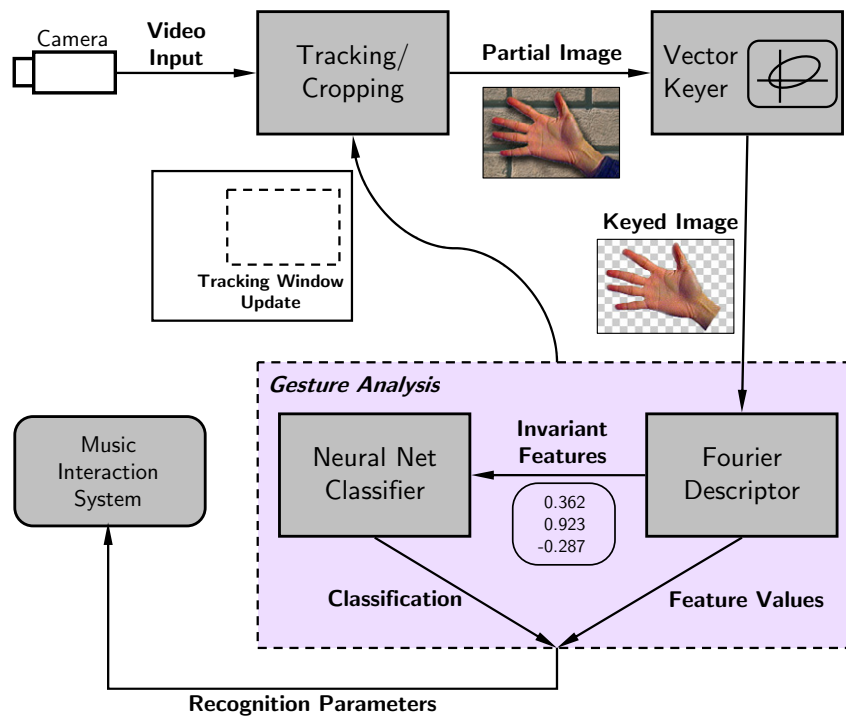 Camera
Video
Input
Tracking/
Cropping
Partial Image
Vector
Keyer
Keyed Image
Tracking Window
Update
Gesture Analysis
Music
Interaction
System
Neural Net
Classifier
Invariant
Features
0.362
0.923
-0.287
Fourier
Descriptor
Classification
Feature Values
Recognition Parameters